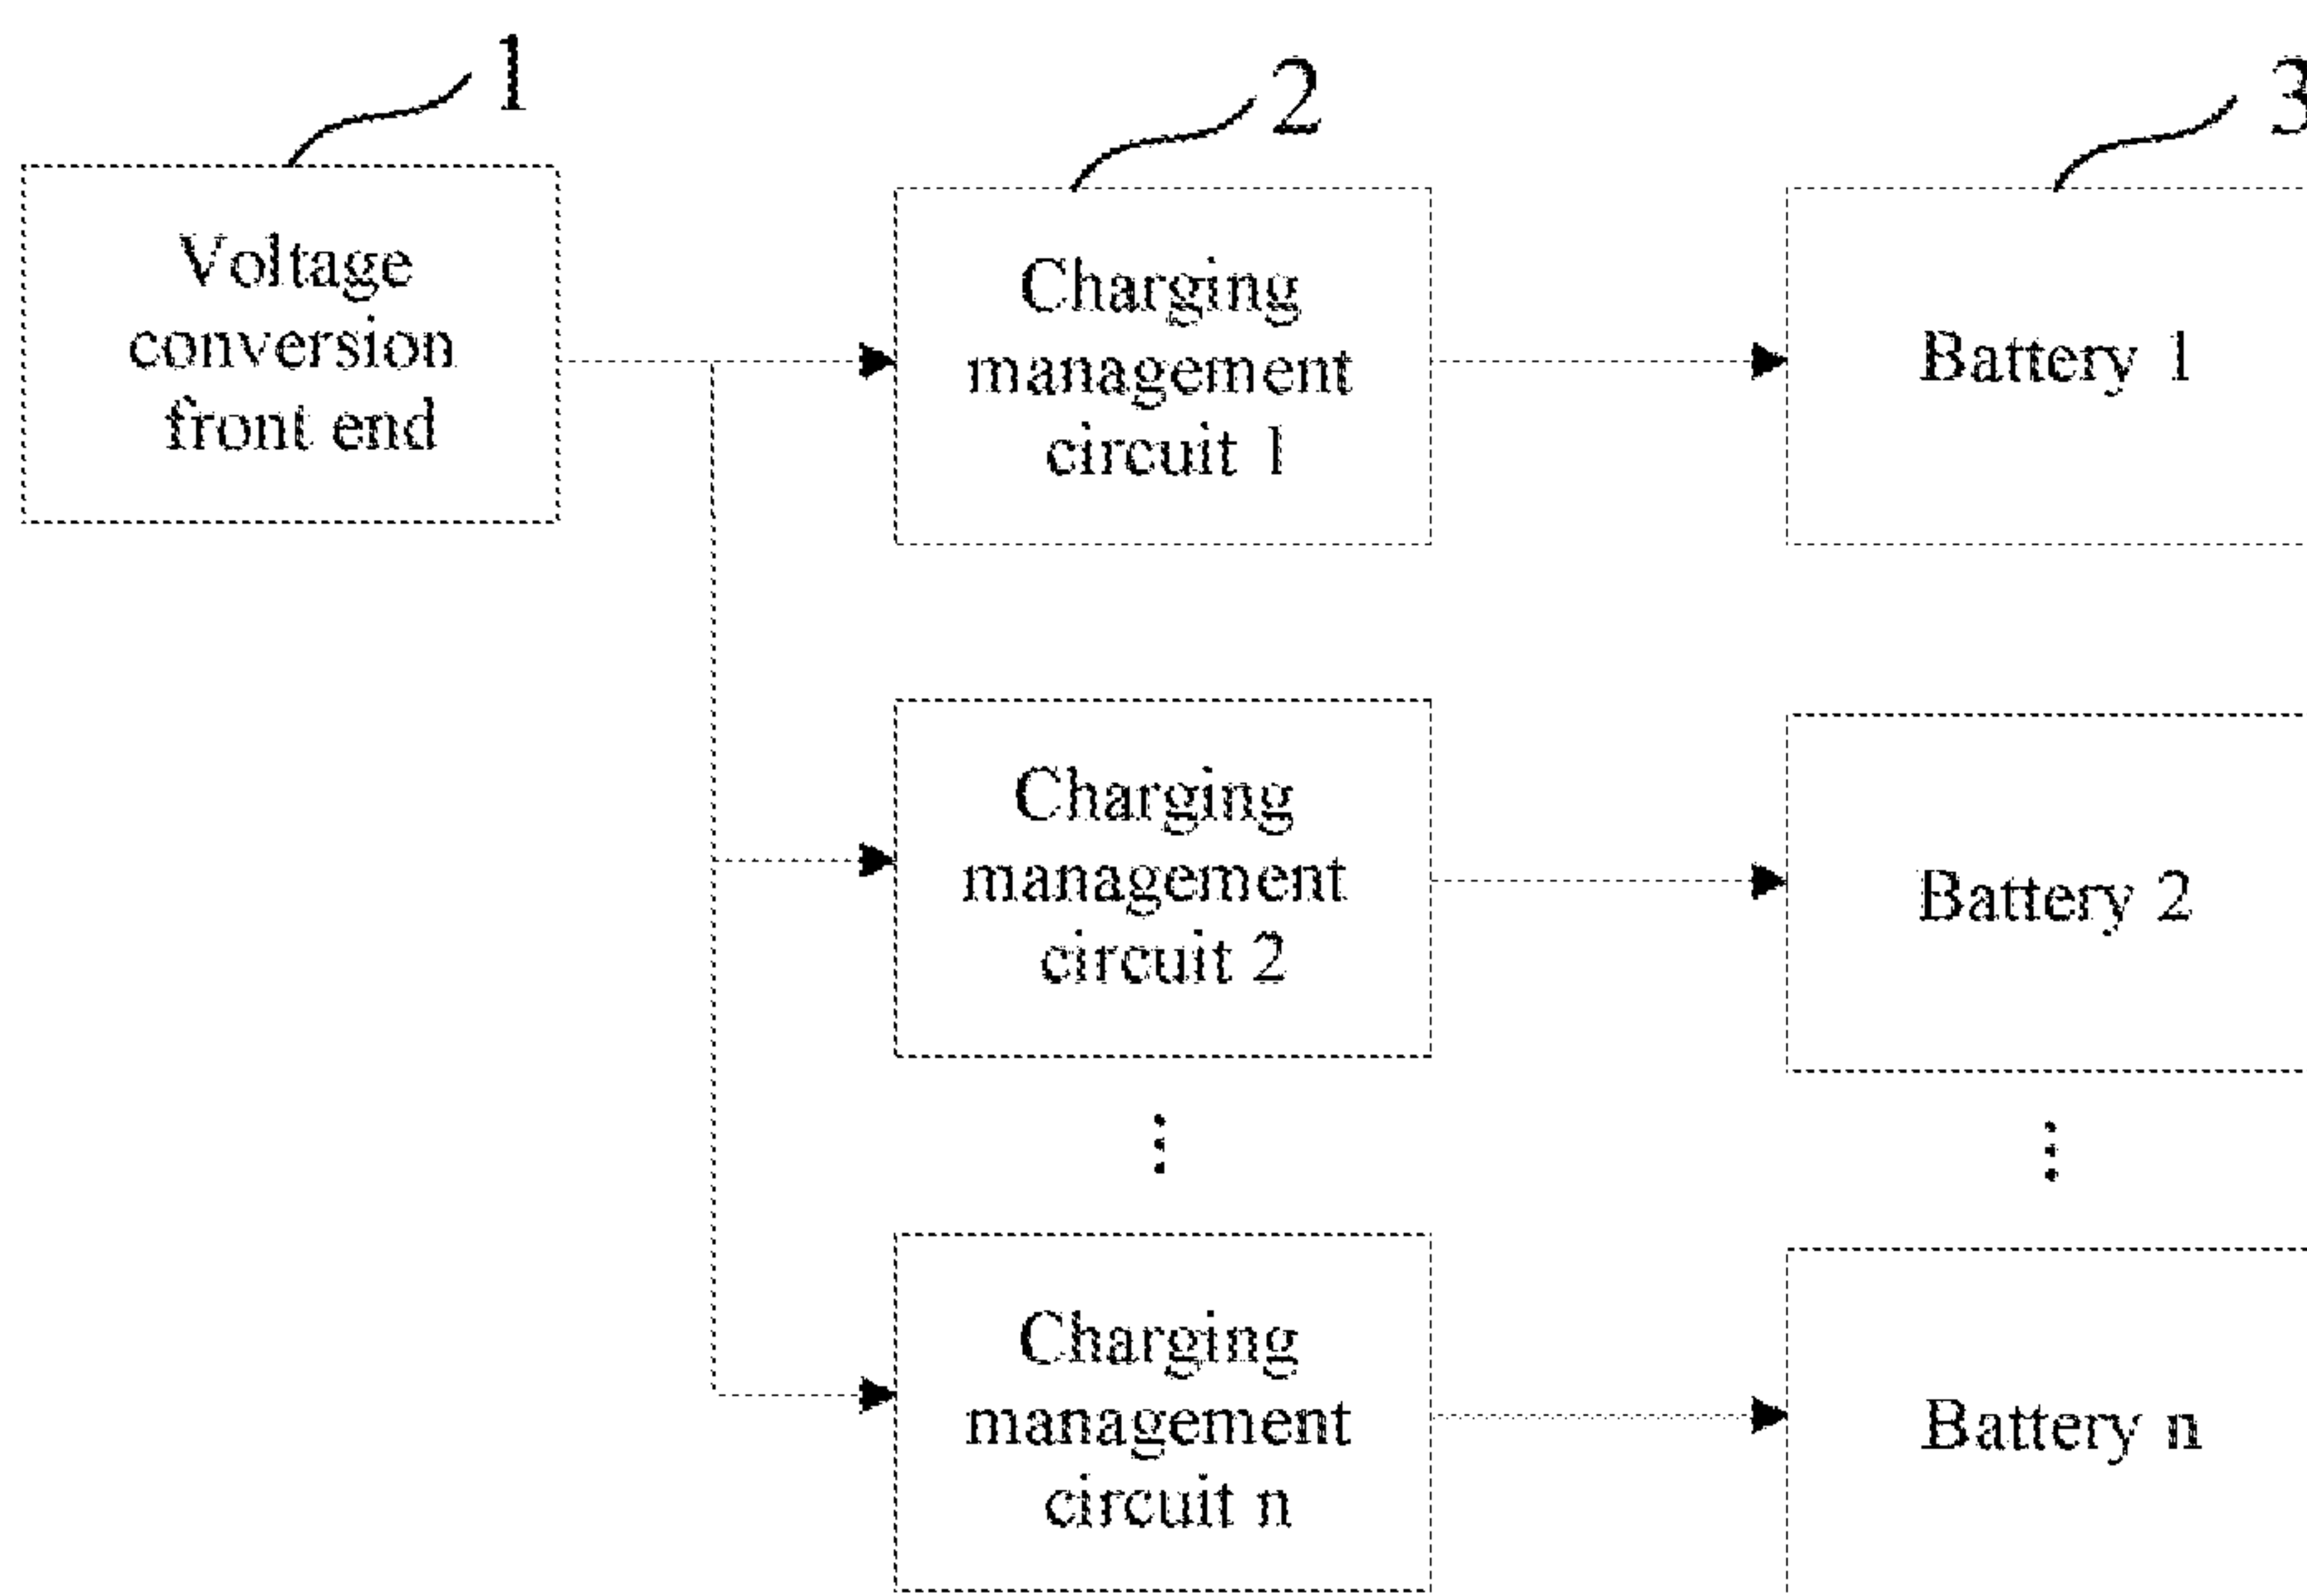 1
2
3
Voltage
conversion
front end
Charging
management
circuit 1
Battery 1
Charging
management
circuit 2
Battery 2
Charging
management
circuit n
Battery n